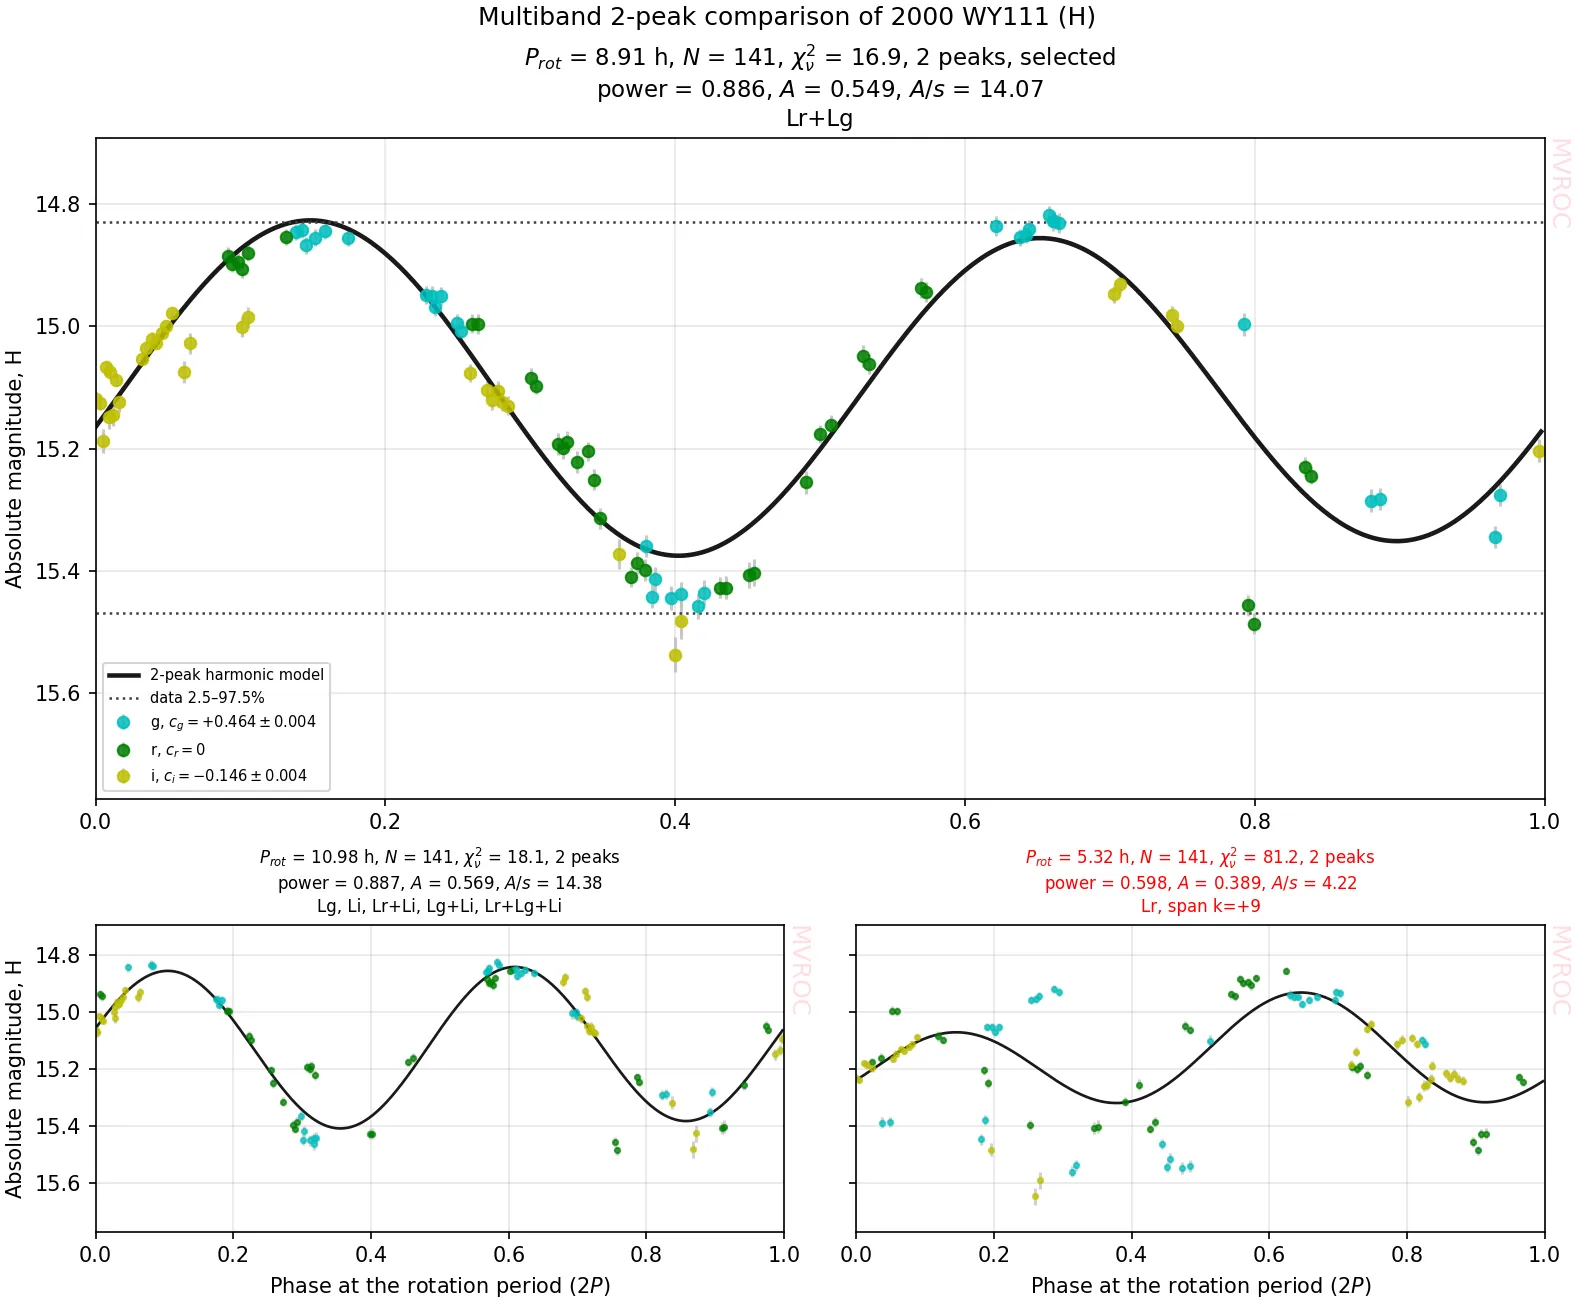 Multiband 2-peak comparison of 2000 WY111 (H)
P_rot = 8.91 h, N = 141, χ²_ν = 16.9, 2 peaks, selected
power = 0.886, A = 0.549, A/s = 14.07
Lr+Lg
MVROC
Absolute magnitude, H
14.8
15.0
15.2
15.4
15.6
2-peak harmonic model
data 2.5–97.5%
g, c_g = +0.464 ± 0.004
r, c_r = 0
i, c_i = −0.146 ± 0.004
0.0 0.2 0.4 0.6 0.8 1.0
P_rot = 10.98 h, N = 141, χ²_ν = 18.1, 2 peaks
power = 0.887, A = 0.569, A/s = 14.38
Lg, Li, Lr+Li, Lg+Li, Lr+Lg+Li
MVROC
Absolute magnitude, H
14.8
15.0
15.2
15.4
15.6
0.0 0.2 0.4 0.6 0.8 1.0
Phase at the rotation period (2P)
P_rot = 5.32 h, N = 141, χ²_ν = 81.2, 2 peaks
power = 0.598, A = 0.389, A/s = 4.22
Lr, span k=+9
MVROC
0.0 0.2 0.4 0.6 0.8 1.0
Phase at the rotation period (2P)